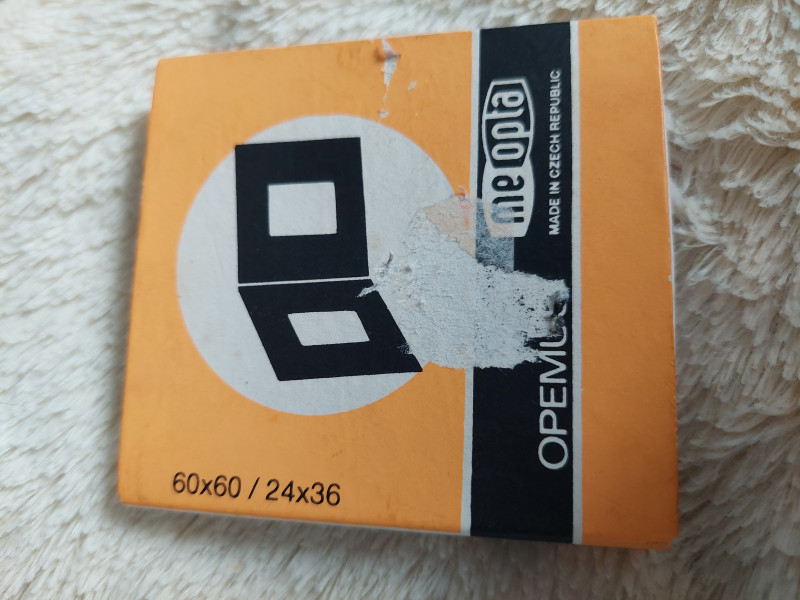 meopta
MADE IN CZECH REPUBLIC
OPEMU
60x60 / 24x36